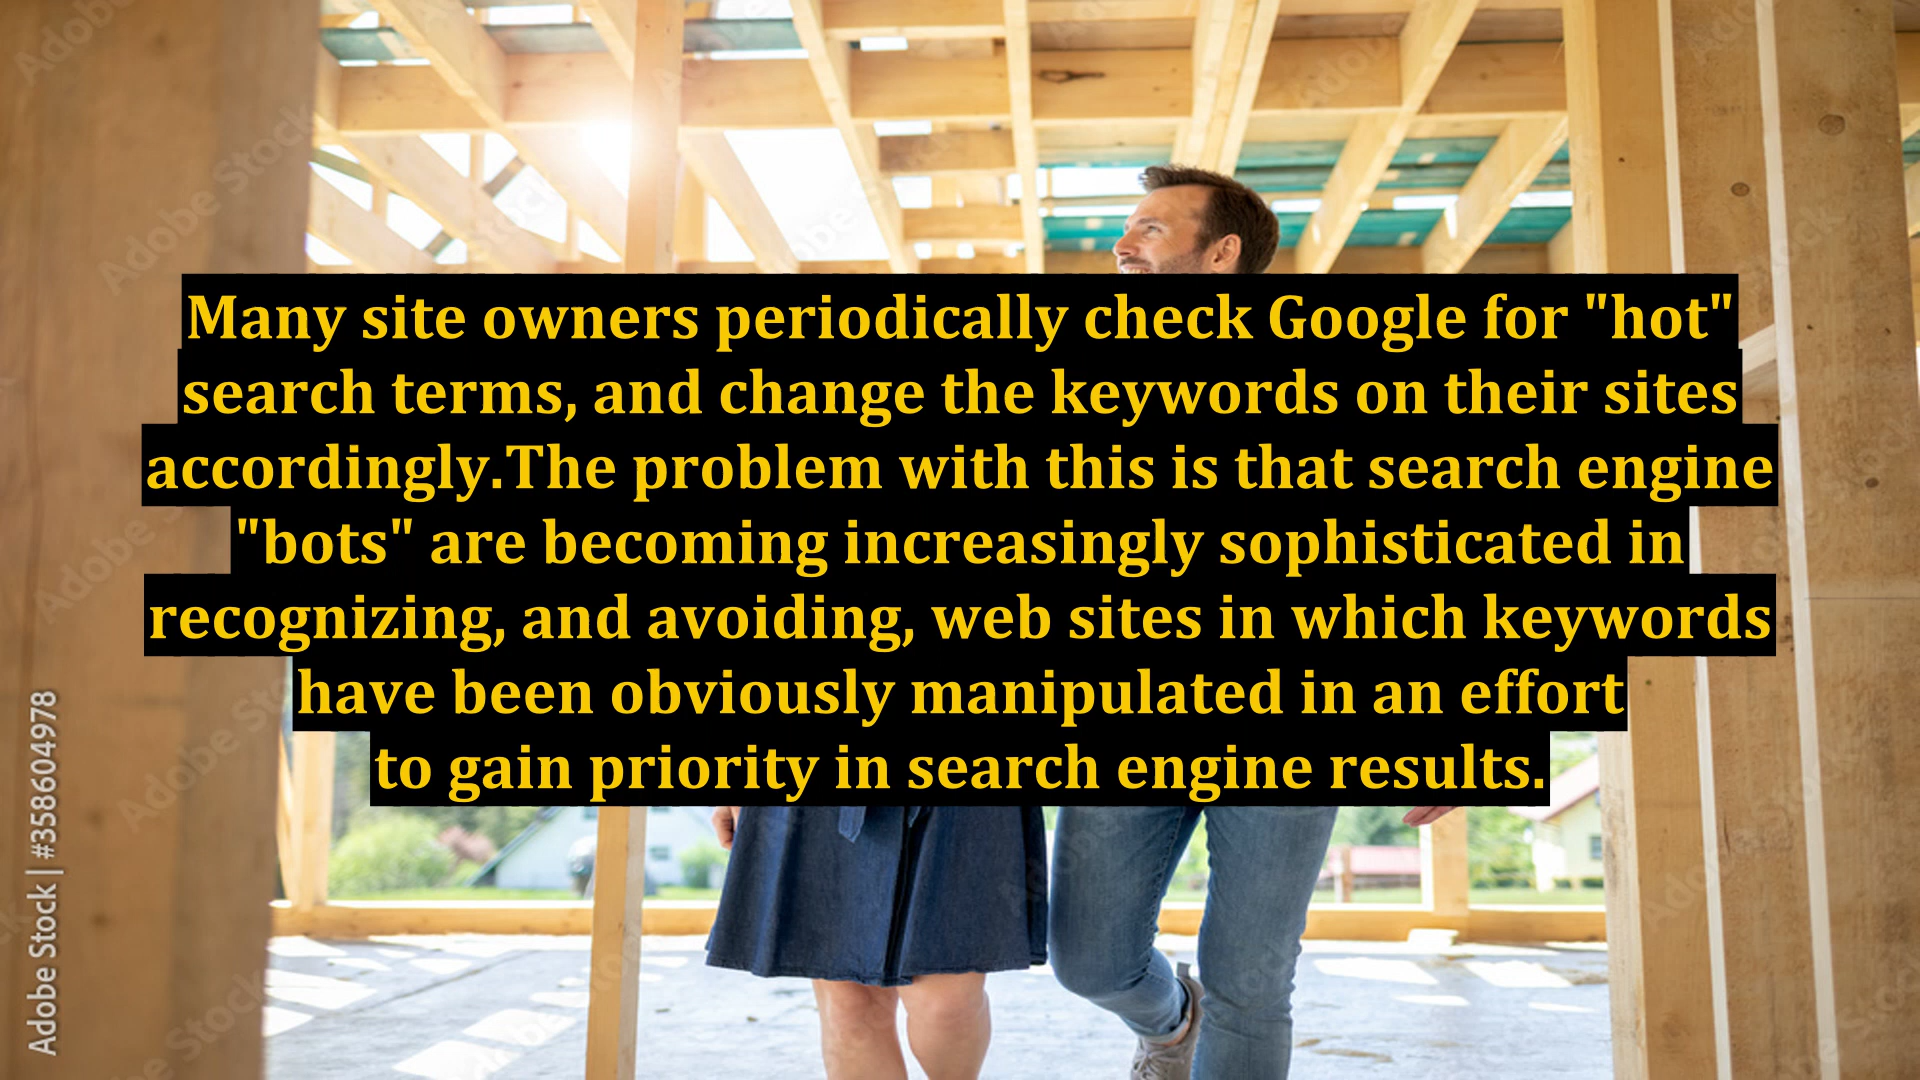 Many site owners periodically check Google for "hot"
search terms, and change the keywords on their sites
accordingly.The problem with this is that search engine
"bots" are becoming increasingly sophisticated in
recognizing, and avoiding, web sites in which keywords
have been obviously manipulated in an effort
to gain priority in search engine results.
Adobe Stock | #358604978